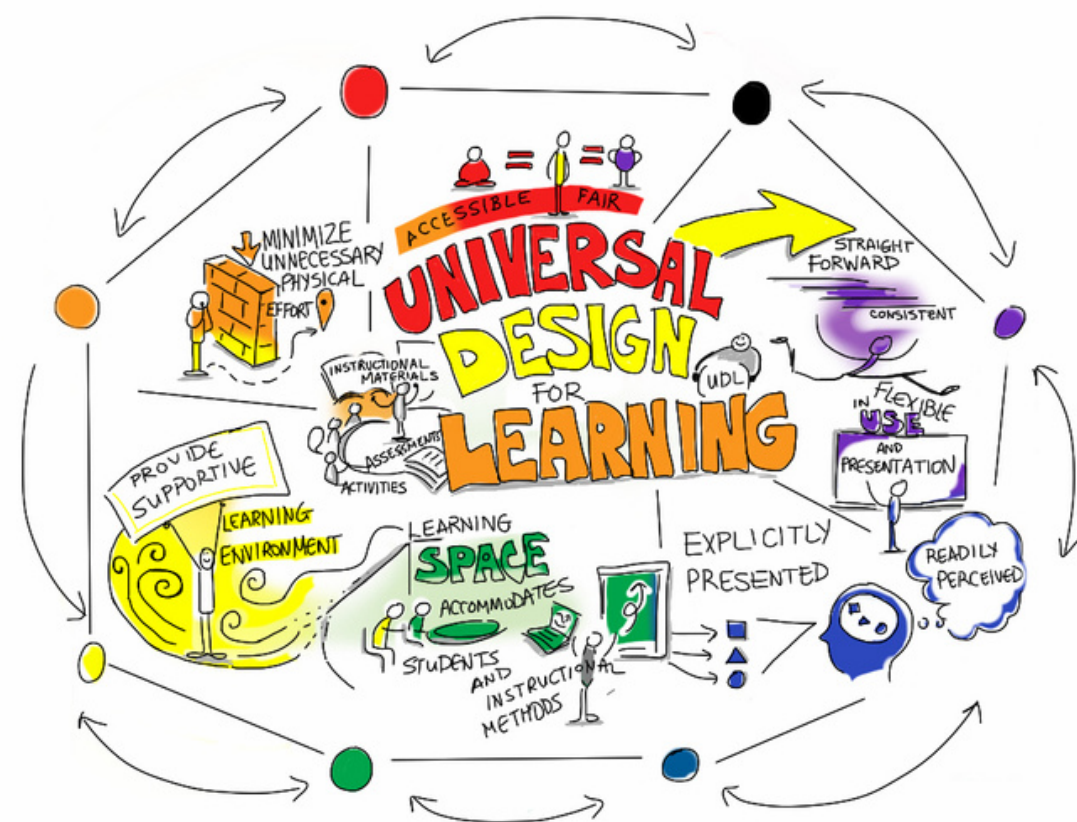 ACCESSIBLE FAIR
UNIVERSAL
DESIGN
FOR
LEARNING
UDL
MINIMIZE
UNNECESSARY
PHYSICAL
EFFORT
STRAIGHT
FORWARD
CONSISTENT
INSTRUCTIONAL
MATERIALS
ASSESSMENTS
ACTIVITIES
FLEXIBLE
IN USE
AND
PRESENTATION
PROVIDE
SUPPORTIVE
LEARNING
ENVIRONMENT
LEARNING
SPACE
ACCOMMODATES
STUDENTS
AND
INSTRUCTIONAL
METHODS
EXPLICITLY
PRESENTED
READILY
PERCEIVED